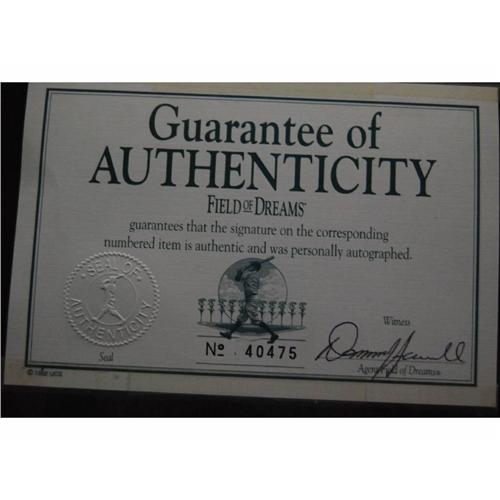 Guarantee of
AUTHENTICITY
FIELD OF DREAMS
guarantees that the signature on the corresponding
numbered item is authentic and was personally autographed.
SEAL OF
AUTHENTICITY
Seal
№ 40475
Witness
Agent Field of Dreams